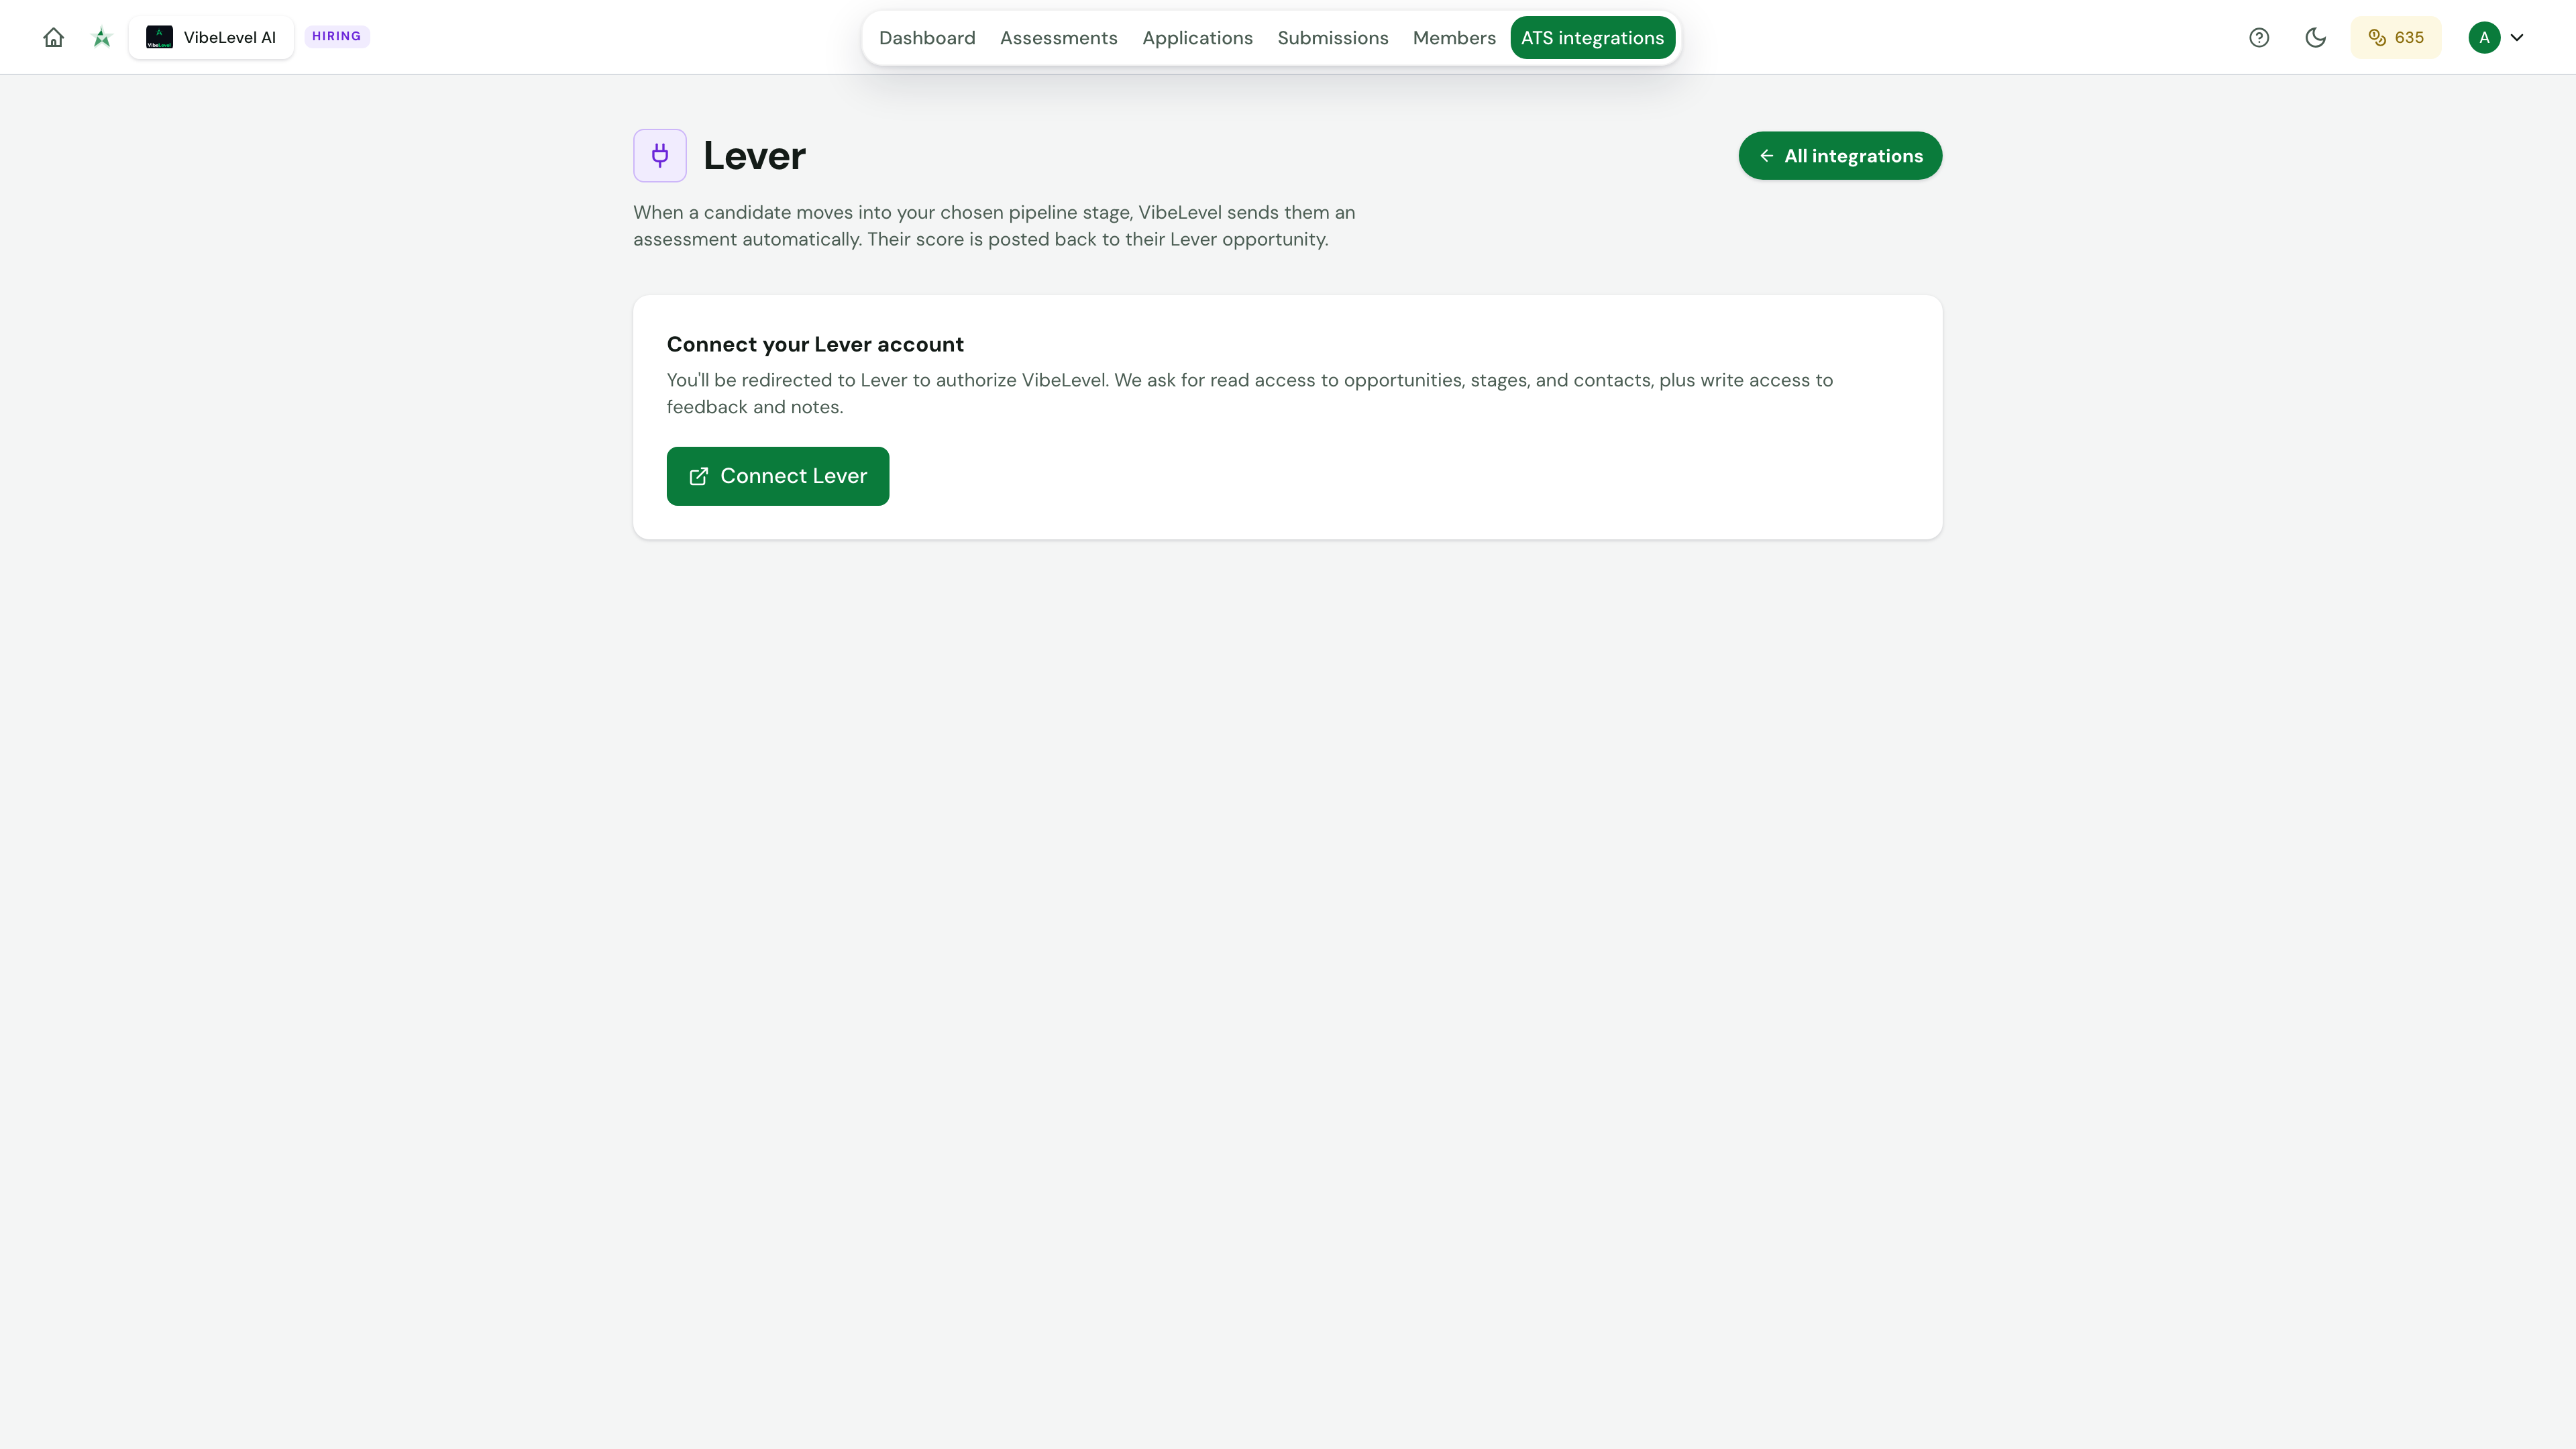 VibeLevel AI
HIRING
Dashboard
Assessments
Applications
Submissions
Members
ATS integrations
635
A
Lever
All integrations
When a candidate moves into your chosen pipeline stage, VibeLevel sends them an
assessment automatically. Their score is posted back to their Lever opportunity.
Connect your Lever account
You'll be redirected to Lever to authorize VibeLevel. We ask for read access to opportunities, stages, and contacts, plus write access to
feedback and notes.
Connect Lever